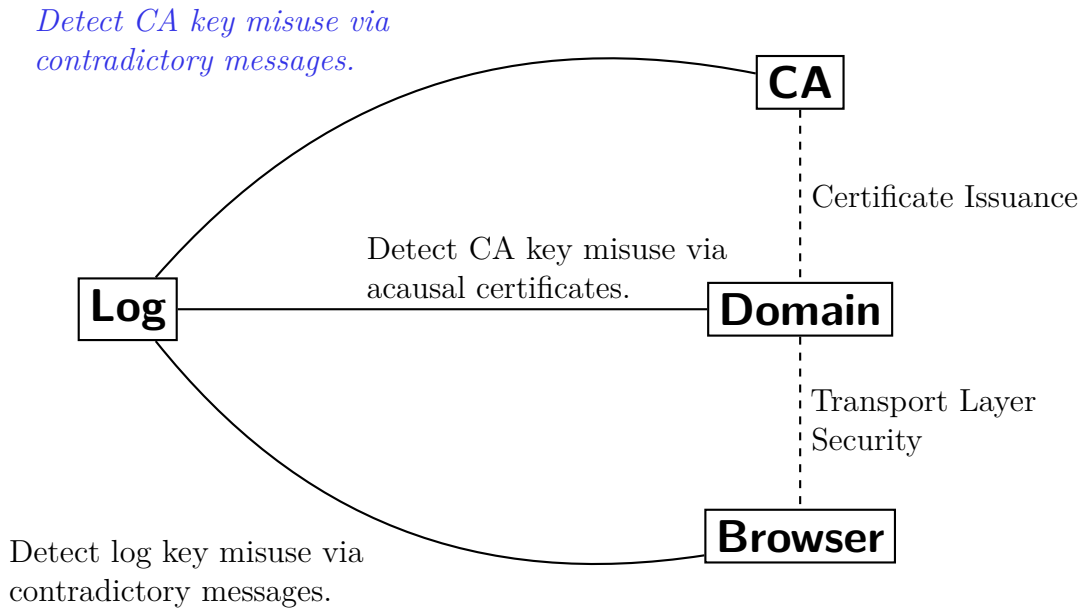 Detect CA key misuse via
contradictory messages.
CA
Certificate Issuance
Detect CA key misuse via
acausal certificates.
Log
Domain
Transport Layer
Security
Browser
Detect log key misuse via
contradictory messages.